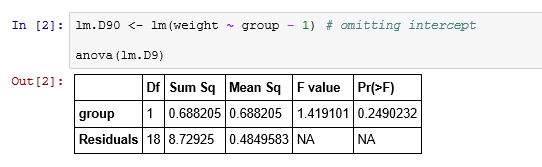 In [2]: lm.D90 <- lm(weight ~ group - 1) # omitting intercept
anova(lm.D9)
Out[2]: Df Sum Sq Mean Sq F value Pr(>F)
group 1 0.688205 0.688205 1.419101 0.2490232
Residuals 18 8.72925 0.4849583 NA NA